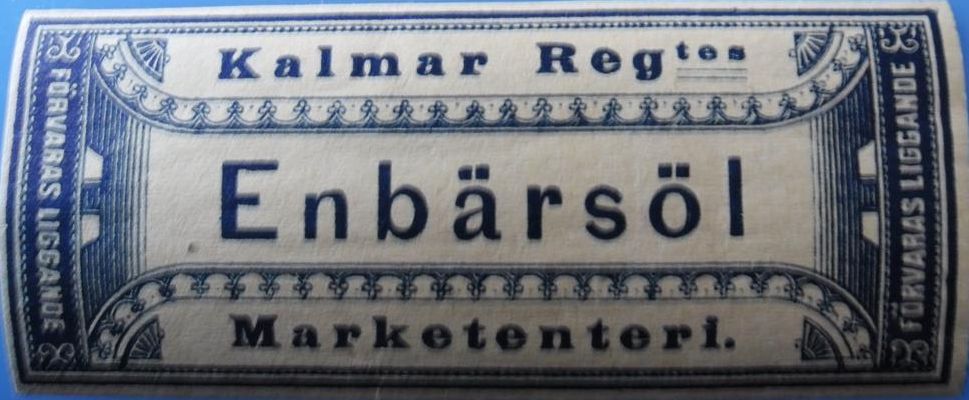 Kalmar Regtes
FÖRVARAS LIGGANDE
Enbärsöl
FÖRVARAS LIGGANDE
Marketenteri.